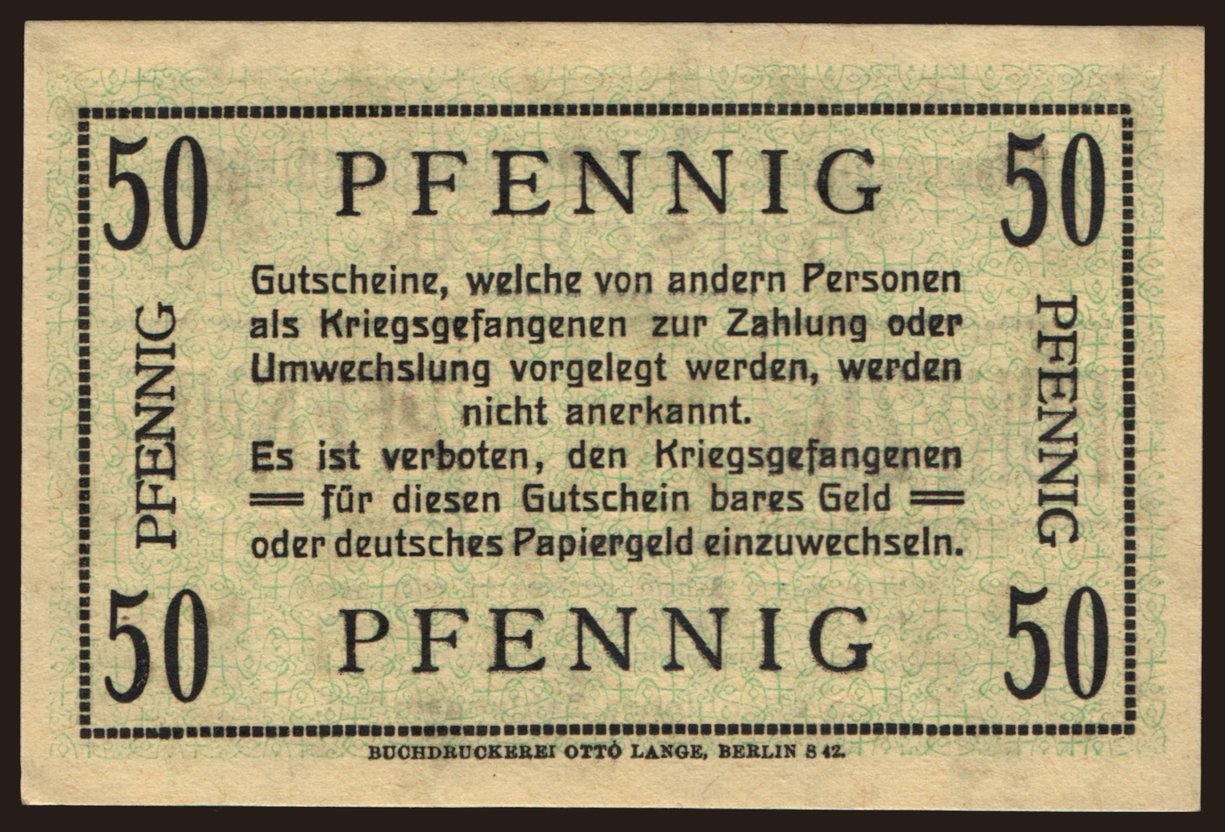 50 PFENNIG 50
PFENNIG
Gutscheine, welche von andern Personen
als Kriegsgefangenen zur Zahlung oder
Umwechslung vorgelegt werden, werden
nicht anerkannt.
Es ist verboten, den Kriegsgefangenen
für diesen Gutschein bares Geld
oder deutsches Papiergeld einzuwechseln.
PFENNIG
50 PFENNIG 50
BUCHDRUCKEREI OTTO LANGE, BERLIN S 42.